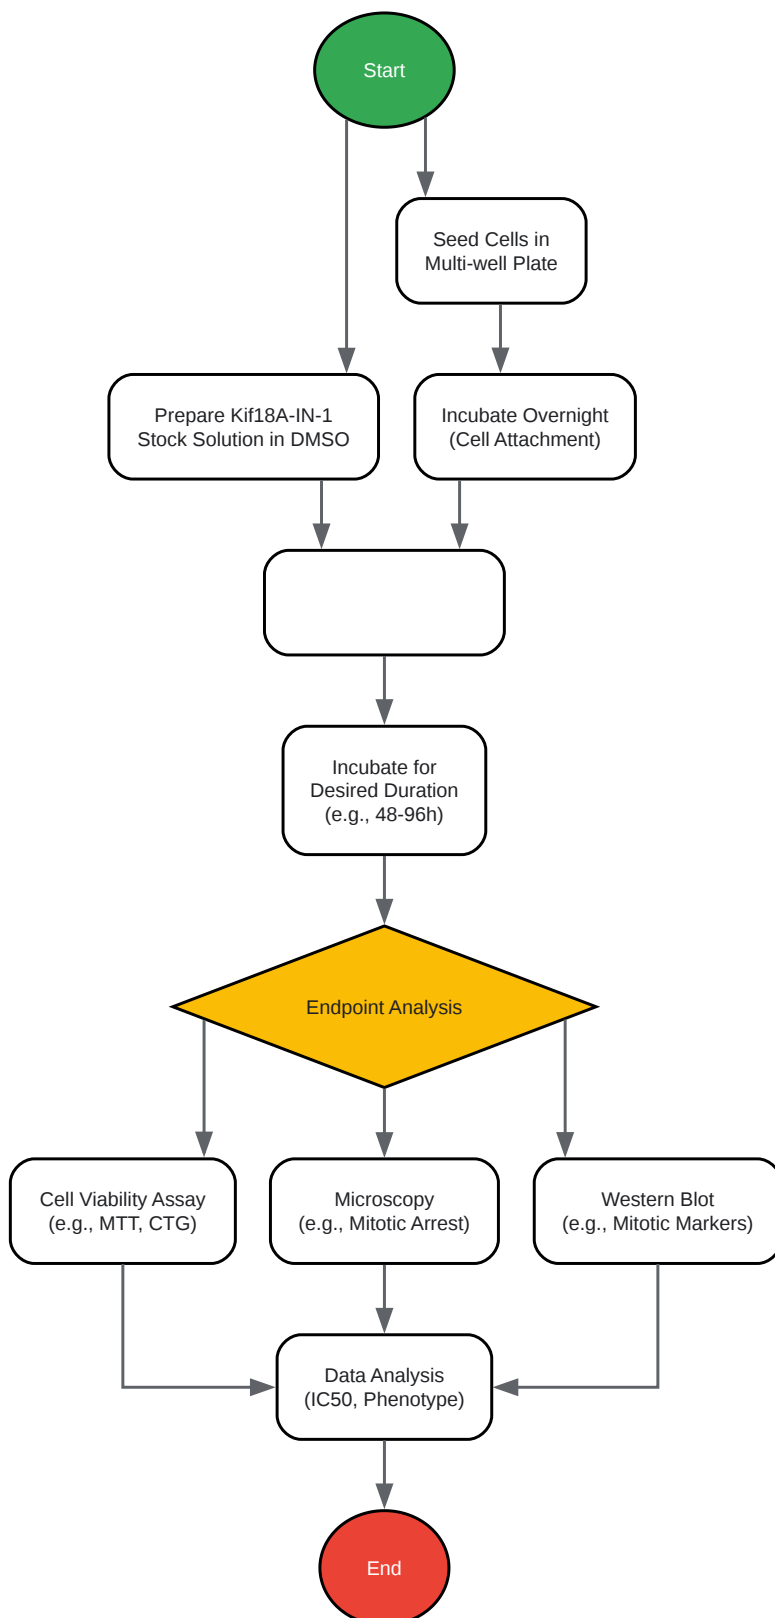 Start
Seed Cells in
Multi-well Plate
Prepare Kif18A-IN-1
Stock Solution in DMSO
Incubate Overnight
(Cell Attachment)
Incubate for
Desired Duration
(e.g., 48-96h)
Endpoint Analysis
Cell Viability Assay
(e.g., MTT, CTG)
Microscopy
(e.g., Mitotic Arrest)
Western Blot
(e.g., Mitotic Markers)
Data Analysis
(IC50, Phenotype)
End